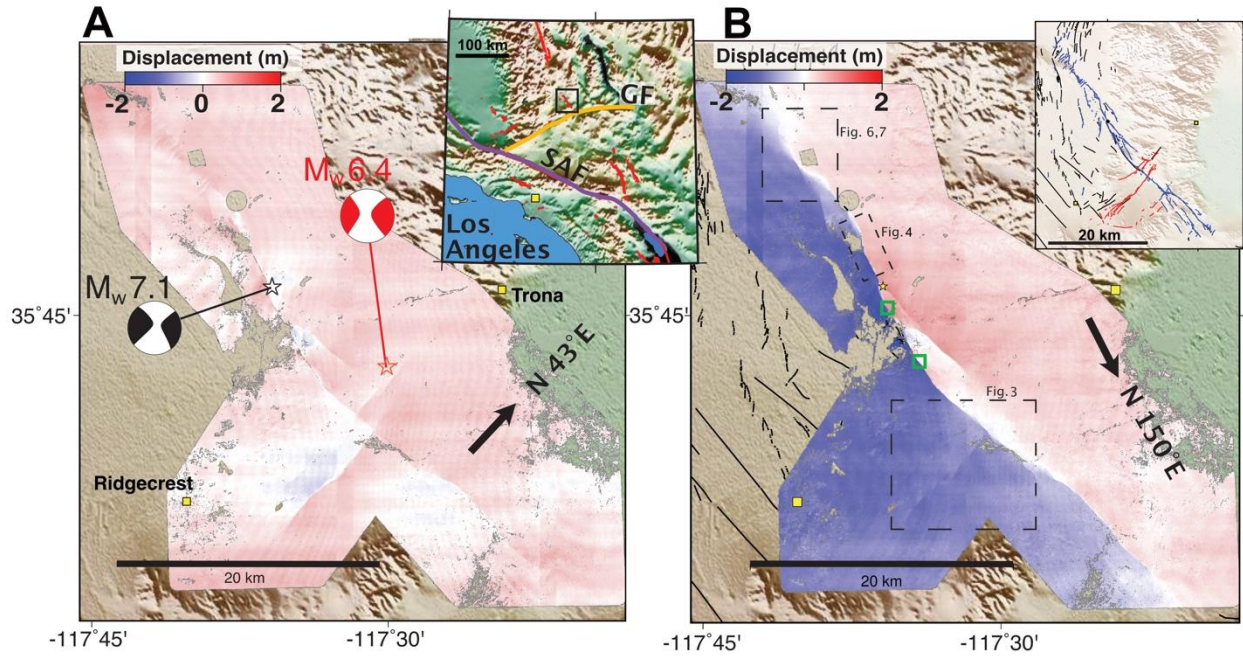 A
Displacement (m)
-2 0 2
100 km
GF
SAF
Los
Angeles
Mw 6.4
Mw 7.1
Trona
35˚45'
N 43°E
Ridgecrest
20 km
-117˚45' -117˚30'
B
Displacement (m)
-2 2
Fig. 6,7
20 km
Fig. 4
35˚45'
Fig. 3
N 150°E
20 km
-117˚45' -117˚30'